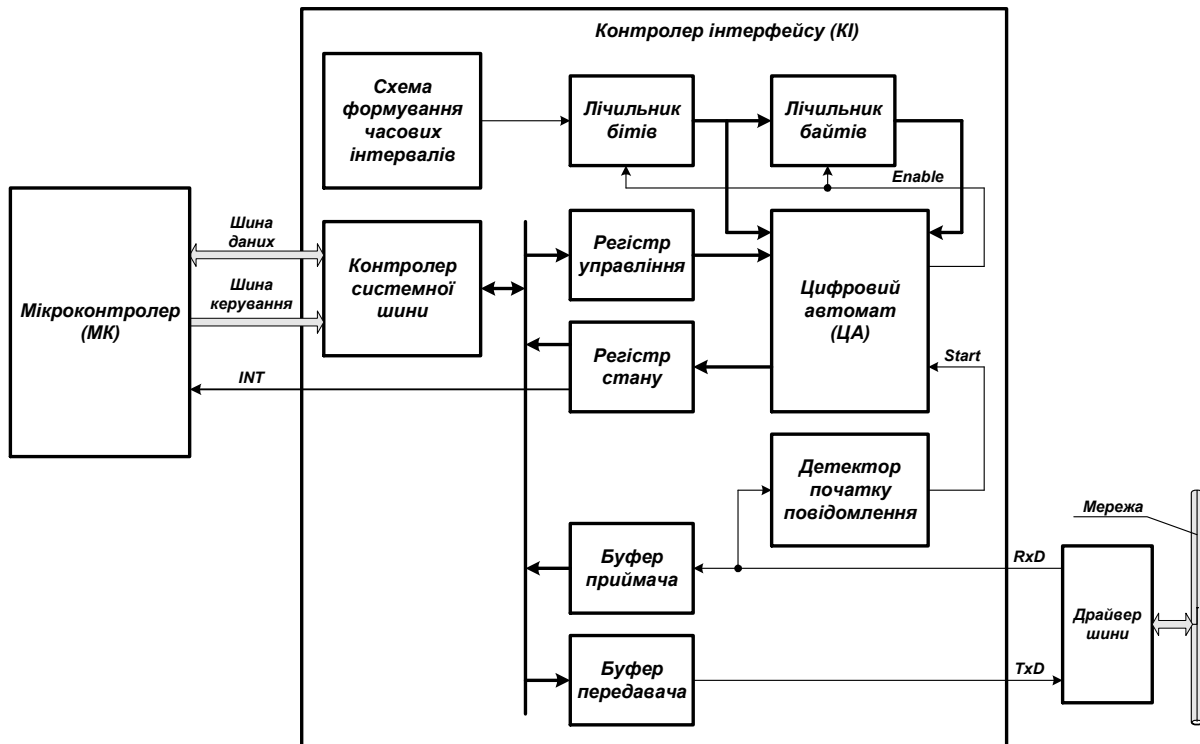 Контролер інтерфейсу (КІ)
Схема
формування
часових
інтервалів
Лічильник
бітів
Лічильник
байтів
Enable
Мікроконтролер
(МК)
Шина
даних
Шина
керування
INT
Контролер
системної
шини
Регістр
управління
Регістр
стану
Цифровий
автомат
(ЦА)
Start
Детектор
початку
повідомлення
Буфер
приймача
Буфер
передавача
RxD
TxD
Драйвер
шини
Мережа